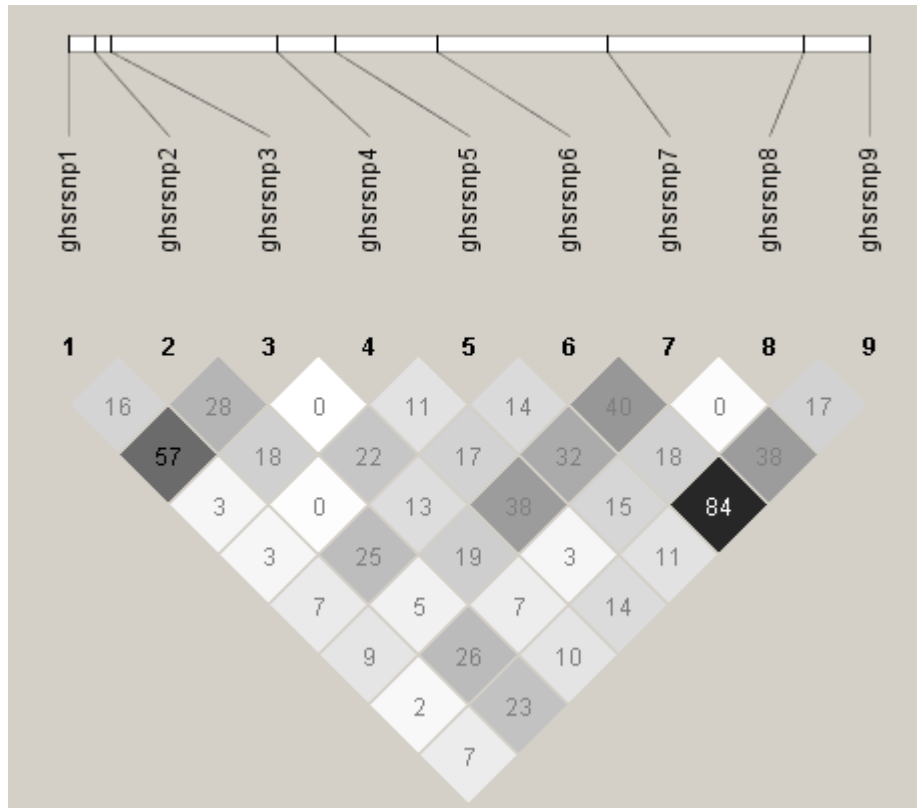 ghsrsnp1 ghsrsnp2 ghsrsnp3 ghsrsnp4 ghsrsnp5 ghsrsnp6 ghsrsnp7 ghsrsnp8 ghsrsnp9
1 2 3 4 5 6 7 8 9
16 28 0 11 14 40 0 17
57 18 22 17 32 18 38
3 0 13 38 15 84
3 25 19 3 11
7 5 7 14
9 26 10
2 23
7